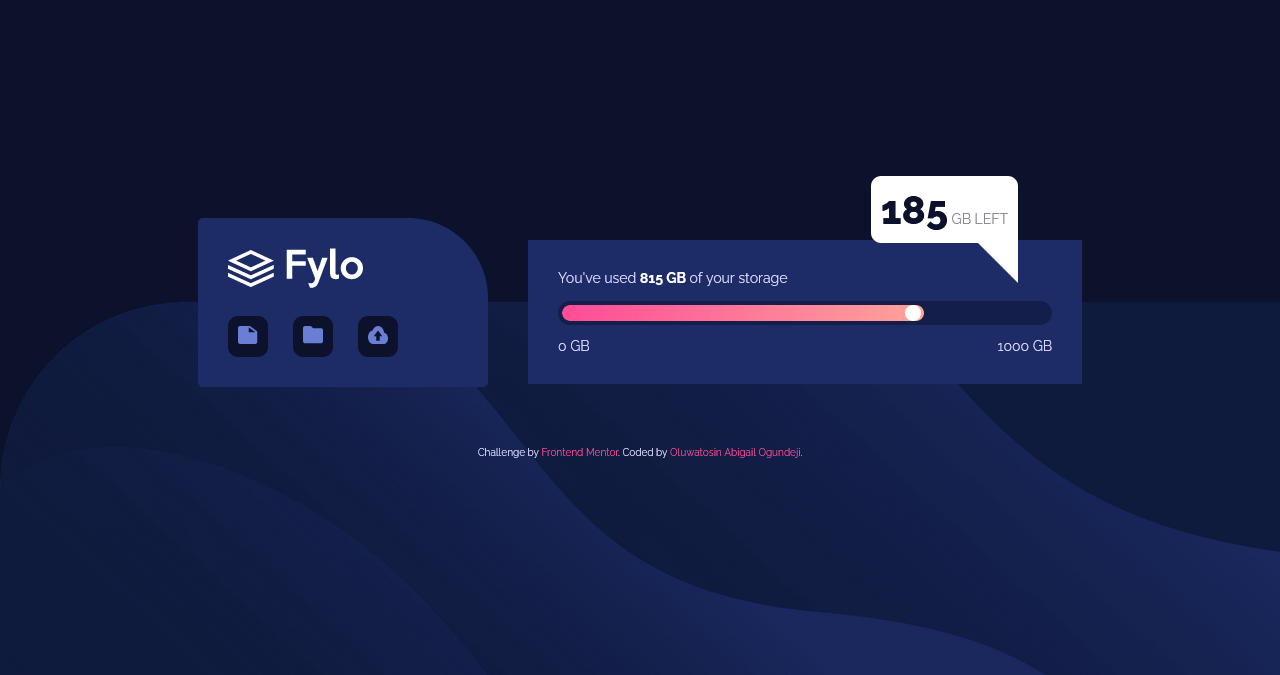 185 GB LEFT
Fylo
You've used 815 GB of your storage
0 GB 1000 GB
Challenge by Frontend Mentor. Coded by Oluwatosin Abigail Ogundeji.